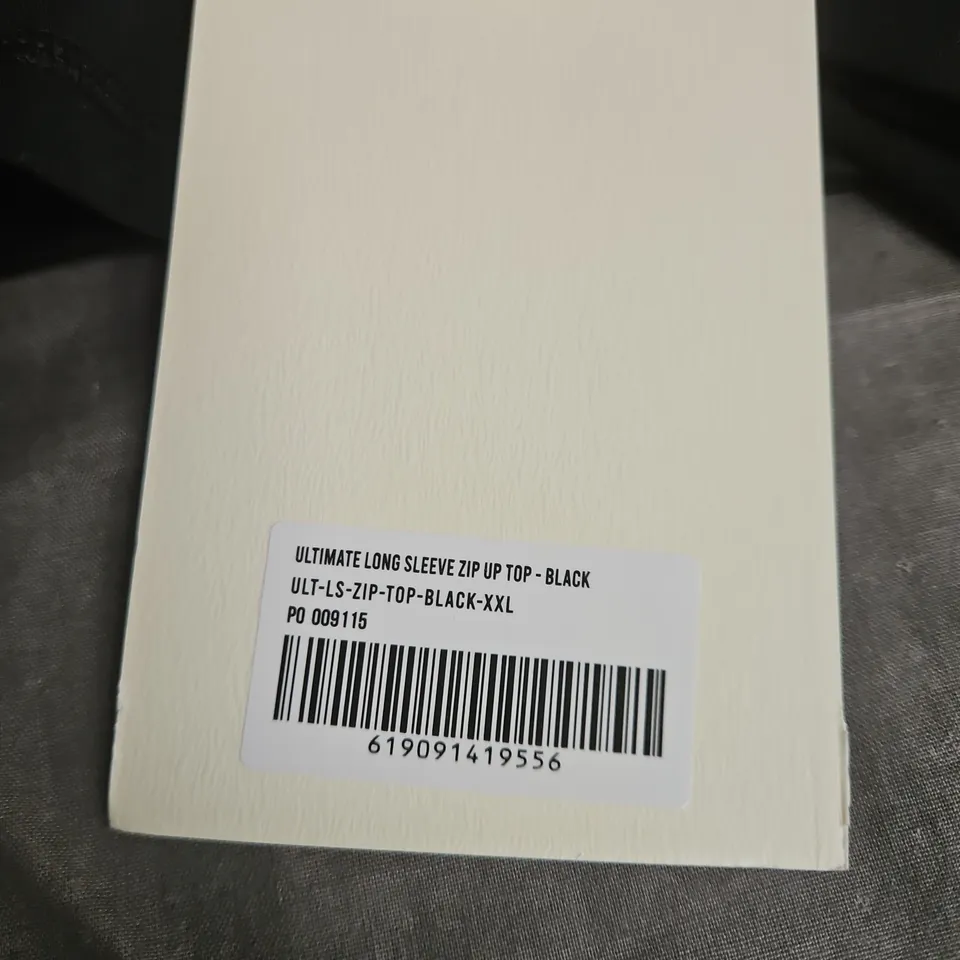 ULTIMATE LONG SLEEVE ZIP UP TOP - BLACK
ULT-LS-ZIP-TOP-BLACK-XXL
PO 009115
619091419556